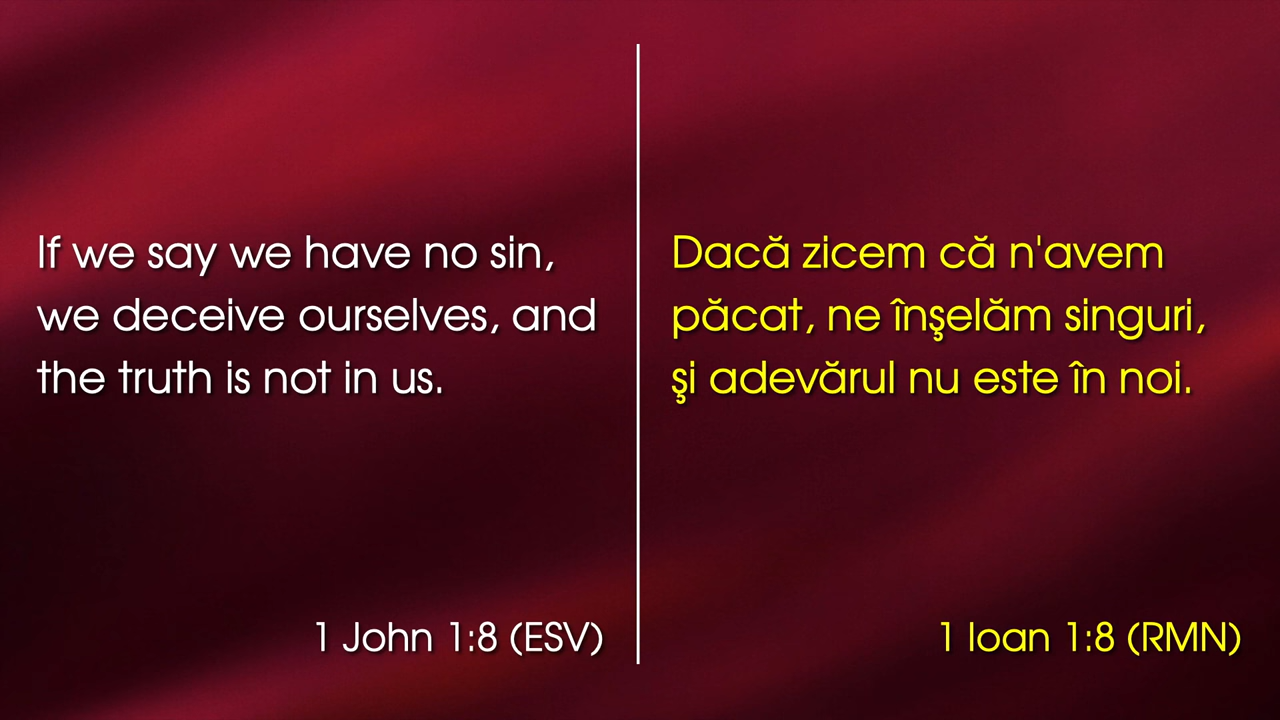 If we say we have no sin,
we deceive ourselves, and
the truth is not in us.
1 John 1:8 (ESV)
Dacă zicem că n'avem
păcat, ne înşelăm singuri,
şi adevărul nu este în noi.
1 Ioan 1:8 (RMN)